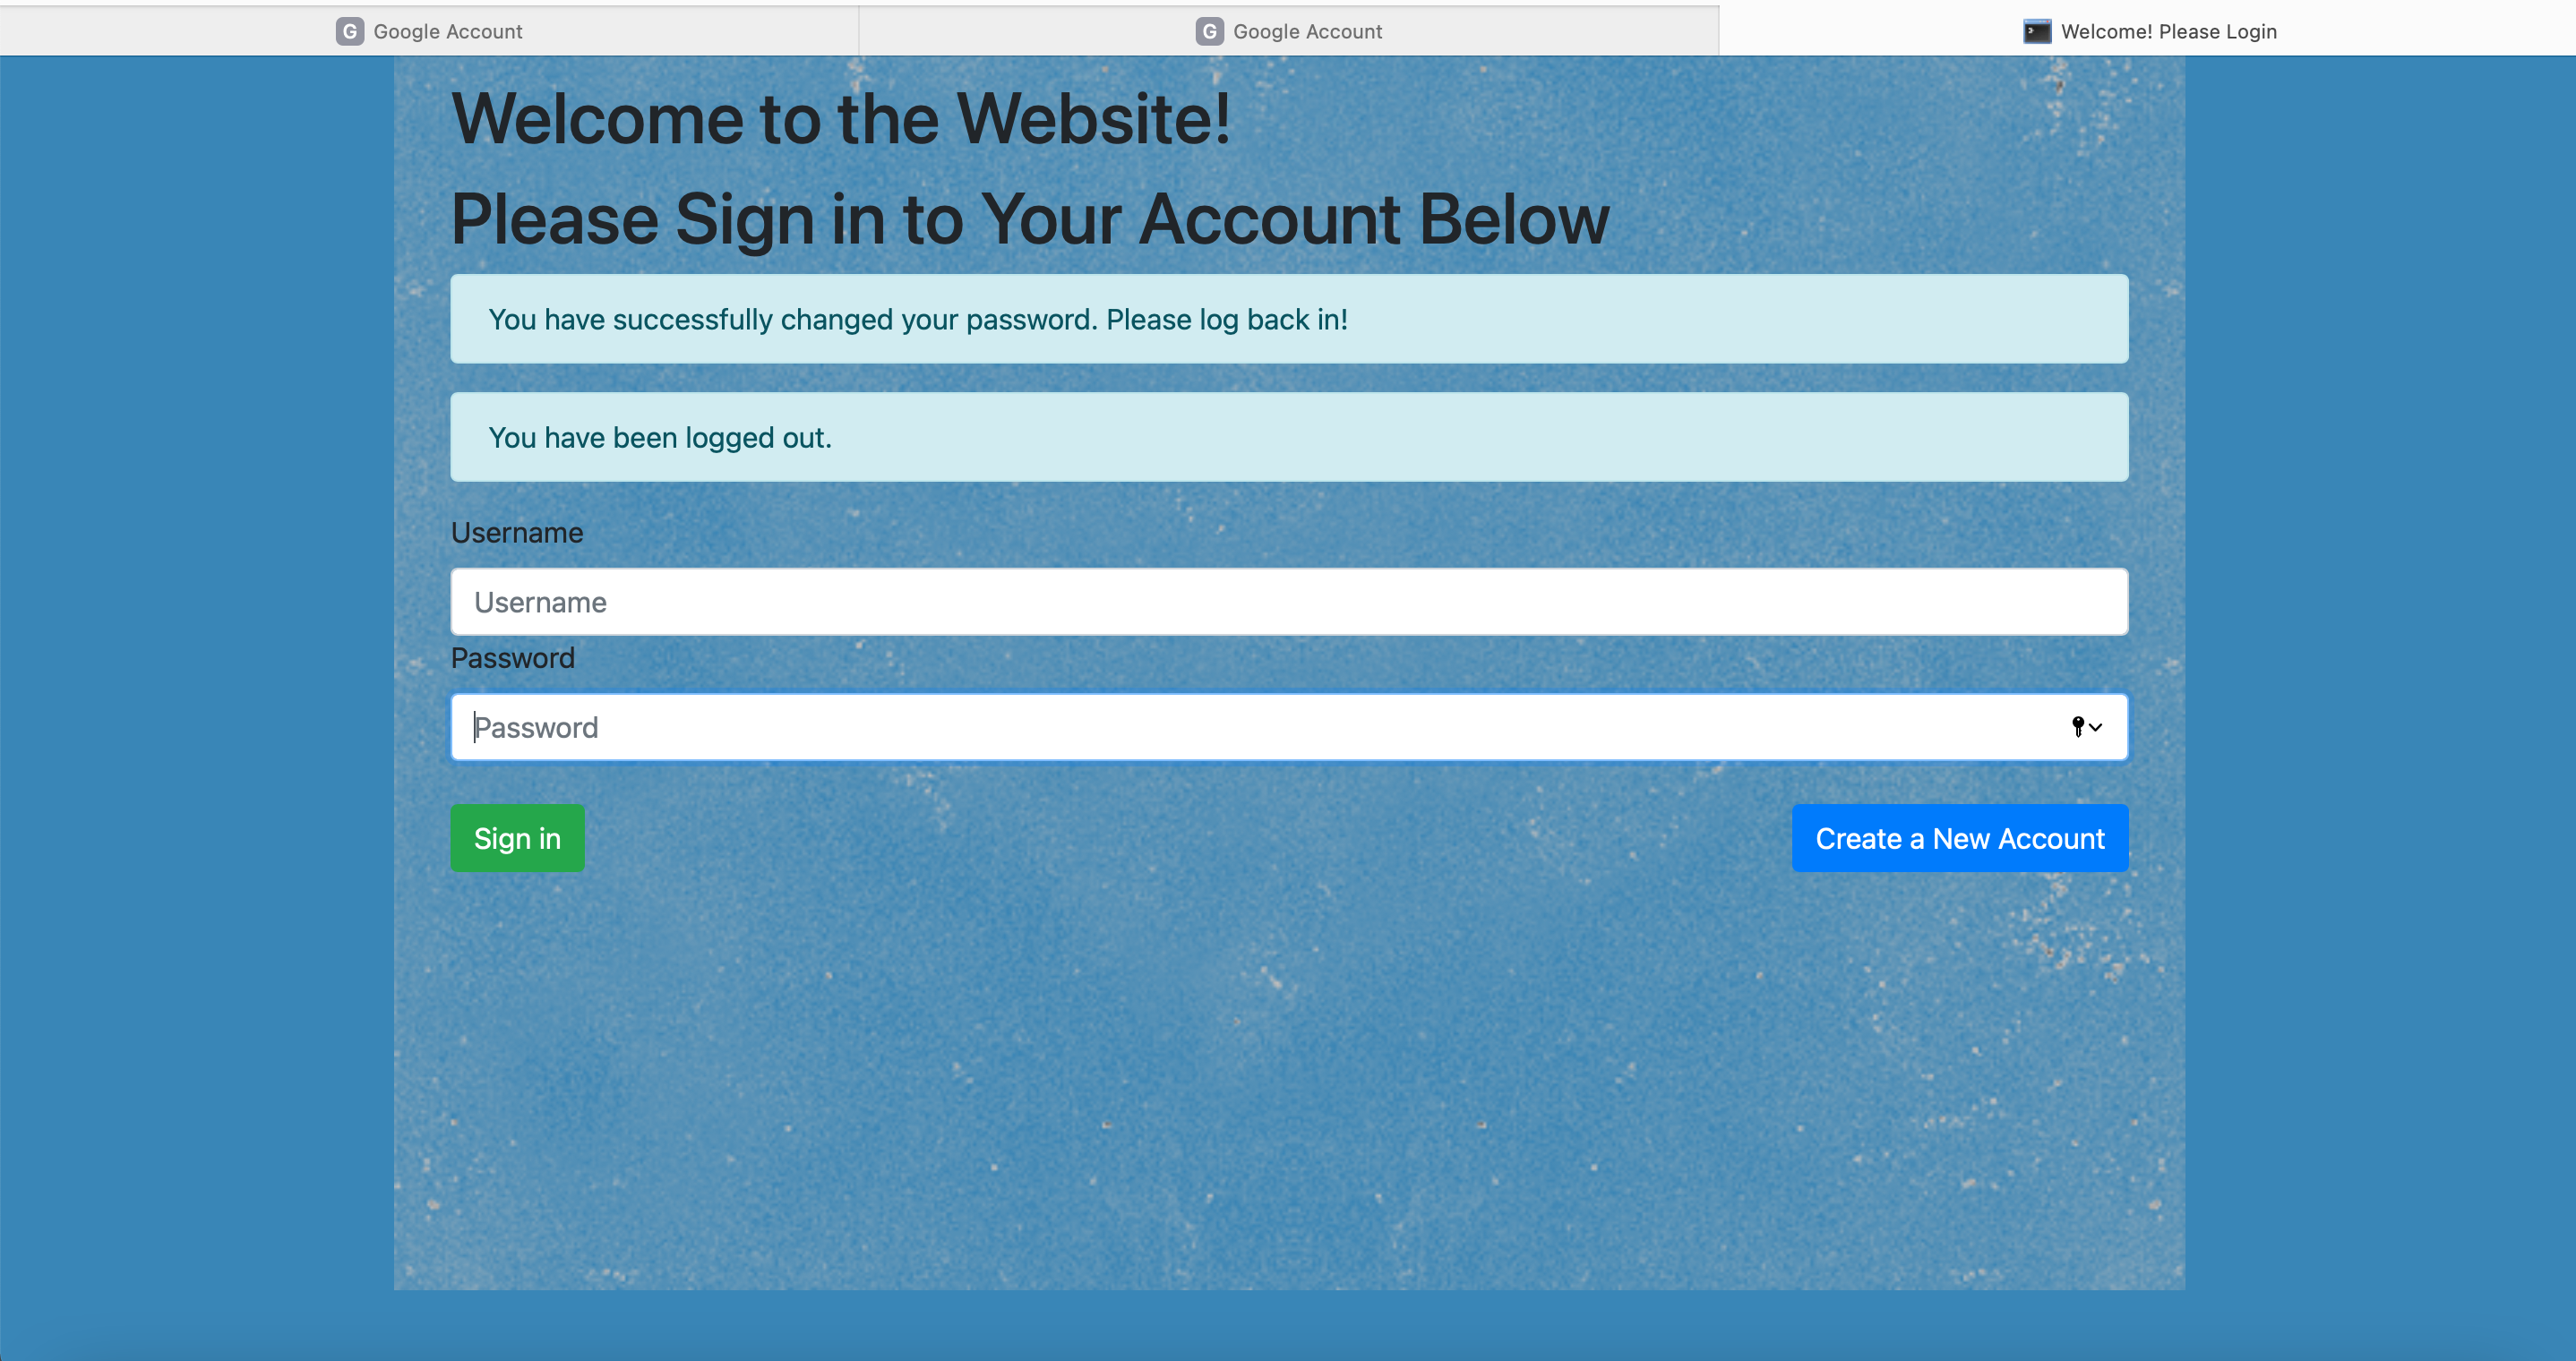 G Google Account
G Google Account
Welcome! Please Login
Welcome to the Website!
Please Sign in to Your Account Below
You have successfully changed your password. Please log back in!
You have been logged out.
Username
Username
Password
Password
Sign in
Create a New Account